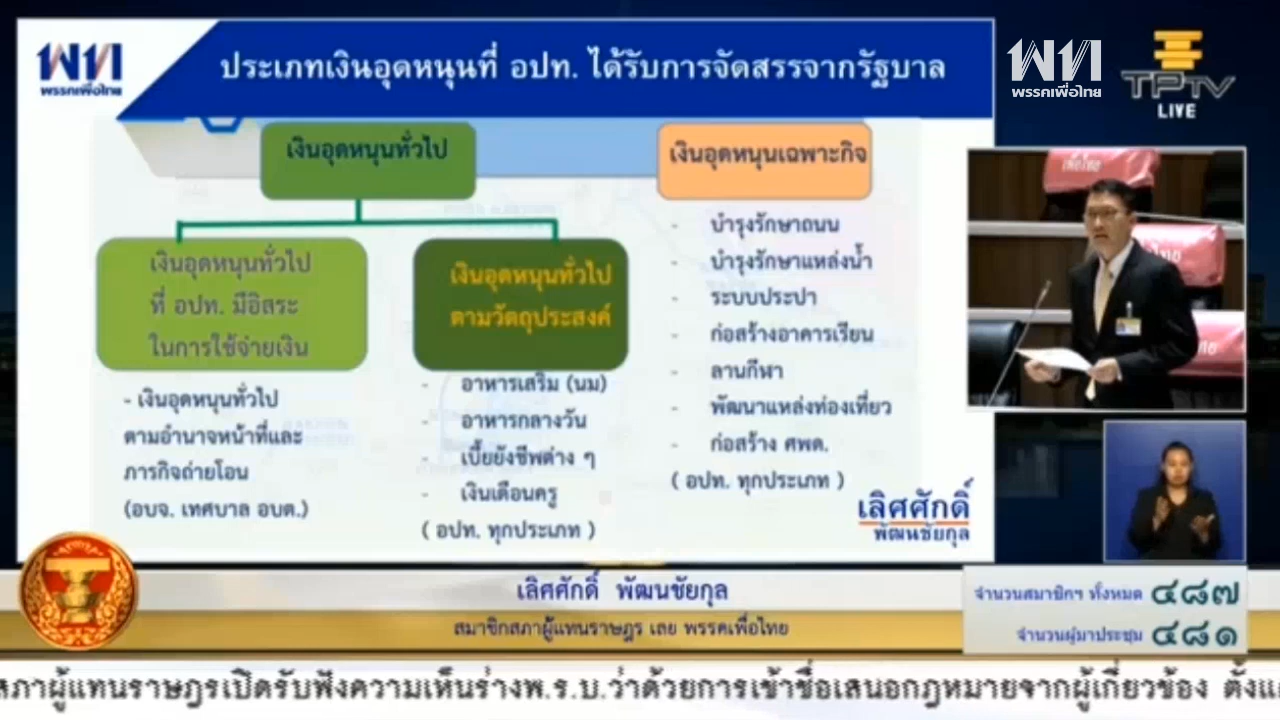 พท
พรรคเพื่อไทย
ประเภทเงินอุดหนุนที่ อปท. ได้รับการจัดสรรจากรัฐบาล
พท
พรรคเพื่อไทย
TPTV
LIVE
เงินอุดหนุนทั่วไป
เงินอุดหนุนเฉพาะกิจ
เงินอุดหนุนทั่วไป
ที่ อปท. มีอิสระ
ในการใช้จ่ายเงิน
เงินอุดหนุนทั่วไป
ตามวัตถุประสงค์
- เงินอุดหนุนทั่วไป
ตามอำนาจหน้าที่และ
ภารกิจถ่ายโอน
(อบจ. เทศบาล อบต.)
- อาหารเสริม (นม)
- อาหารกลางวัน
- เบี้ยยังชีพต่าง ๆ
- เงินเดือนครู
( อปท. ทุกประเภท )
- บำรุงรักษาถนน
- บำรุงรักษาแหล่งน้ำ
- ระบบประปา
- ก่อสร้างอาคารเรียน
- ลานกีฬา
- พัฒนาแหล่งท่องเที่ยว
- ก่อสร้าง ศพด.
( อปท. ทุกประเภท )
เลิศศักดิ์
พัฒนชัยกุล
เพื่อไทย
เลิศศักดิ์ พัฒนชัยกุล
สมาชิกสภาผู้แทนราษฎร เลย พรรคเพื่อไทย
จำนวนสมาชิกฯ ทั้งหมด ๔๘๗
จำนวนผู้มาประชุม ๔๘๑
สภาผู้แทนราษฎรเปิดรับฟังความเห็นร่างพ.ร.บ.ว่าด้วยการเข้าชื่อเสนอกฎหมายจากผู้เกี่ยวข้อง ตั้งแ